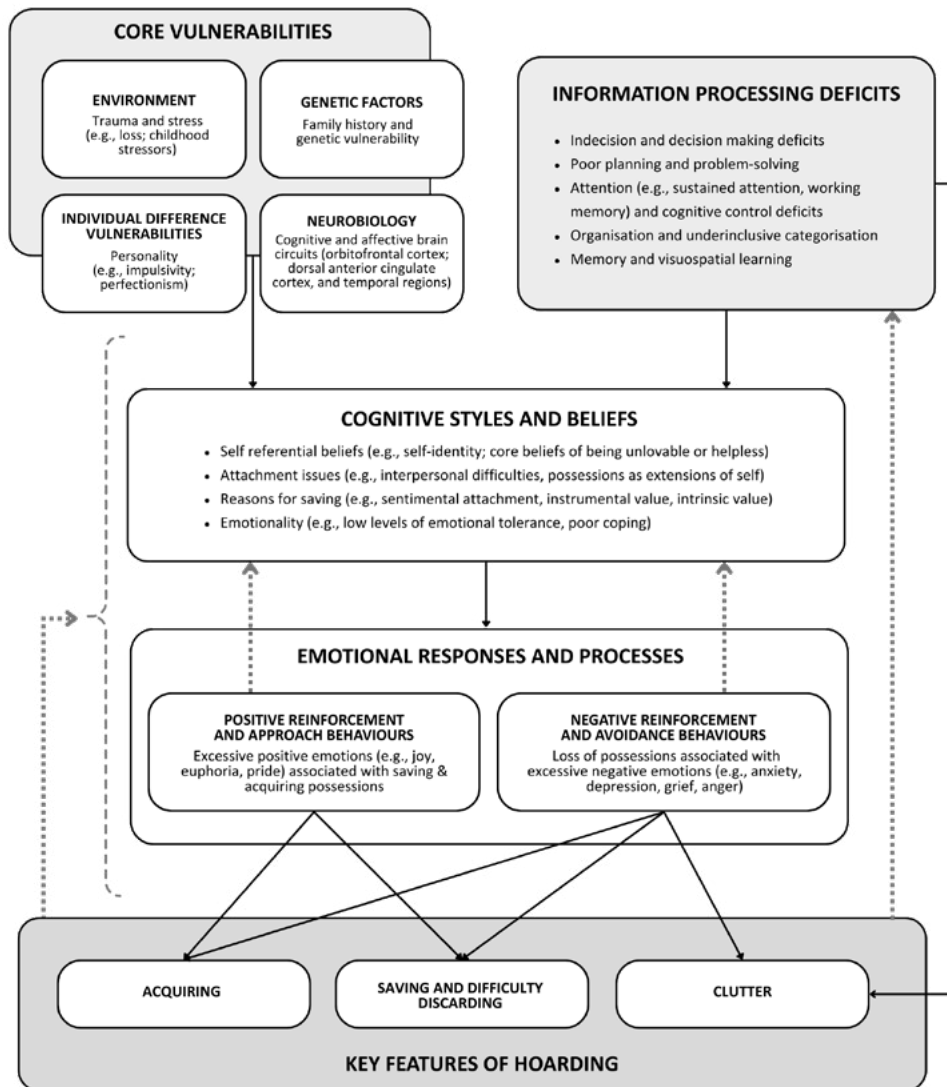 CORE VULNERABILITIES
ENVIRONMENT
Trauma and stress
(e.g., loss; childhood
stressors)
GENETIC FACTORS
Family history and
genetic vulnerability
INDIVIDUAL DIFFERENCE
VULNERABILITIES
Personality
(e.g., impulsivity;
perfectionism)
NEUROBIOLOGY
Cognitive and affective brain
circuits (orbitofrontal cortex;
dorsal anterior cingulate
cortex, and temporal regions)
INFORMATION PROCESSING DEFICITS
• Indecision and decision making deficits
• Poor planning and problem-solving
• Attention (e.g., sustained attention, working
memory) and cognitive control deficits
• Organisation and underinclusive categorisation
• Memory and visuospatial learning
COGNITIVE STYLES AND BELIEFS
• Self referential beliefs (e.g., self-identity; core beliefs of being unlovable or helpless)
• Attachment issues (e.g., interpersonal difficulties, possessions as extensions of self)
• Reasons for saving (e.g., sentimental attachment, instrumental value, intrinsic value)
• Emotionality (e.g., low levels of emotional tolerance, poor coping)
EMOTIONAL RESPONSES AND PROCESSES
POSITIVE REINFORCEMENT
AND APPROACH BEHAVIOURS
Excessive positive emotions (e.g., joy,
euphoria, pride) associated with saving &
acquiring possessions
NEGATIVE REINFORCEMENT
AND AVOIDANCE BEHAVIOURS
Loss of possessions associated with
excessive negative emotions (e.g., anxiety,
depression, grief, anger)
ACQUIRING
SAVING AND DIFFICULTY
DISCARDING
CLUTTER
KEY FEATURES OF HOARDING